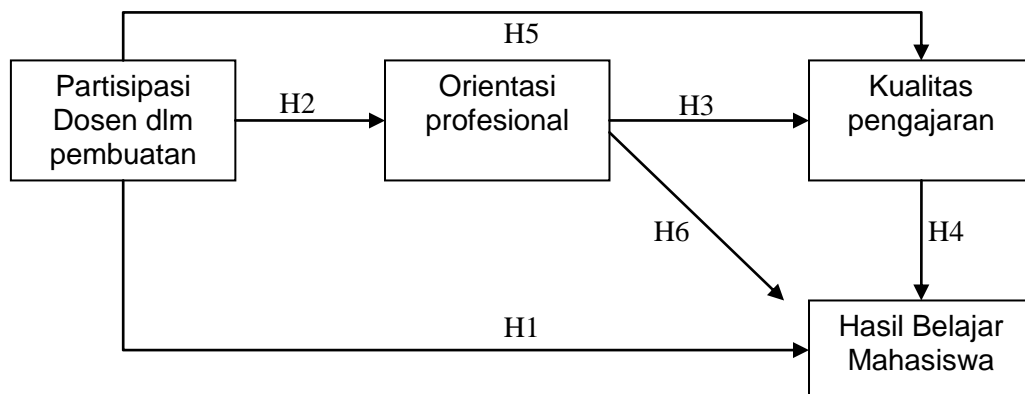 H5
Partisipasi
Dosen dlm
pembuatan
H2
Orientasi
profesional
H3
Kualitas
pengajaran
H6
H4
H1
Hasil Belajar
Mahasiswa